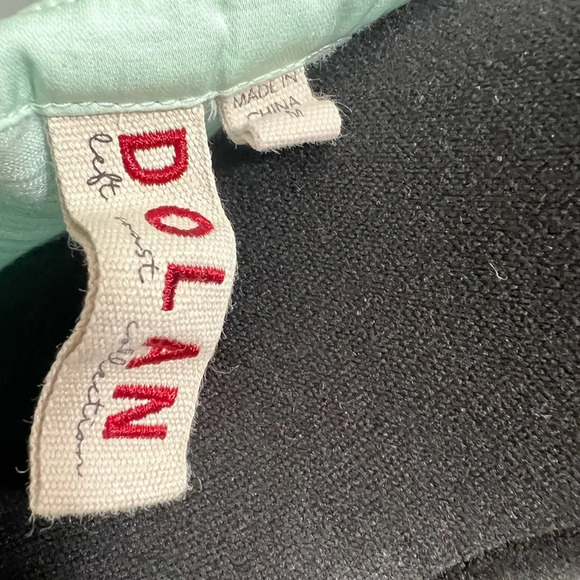 DOLAN
left coast collection
MADE IN
CHINA
M